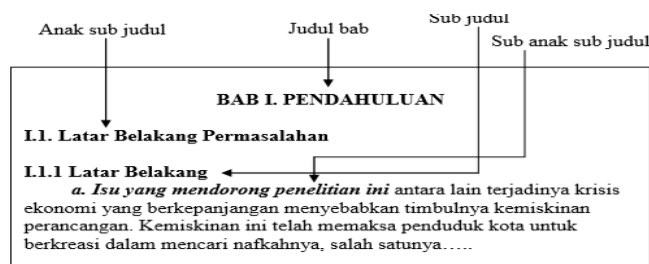 Sub judul
Anak sub judul
Judul bab
Sub anak sub judul
BAB I. PENDAHULUAN
I.1. Latar Belakang Permasalahan
I.1.1 Latar Belakang
a. Isu yang mendorong penelitian ini antara lain terjadinya krisis
ekonomi yang berkepanjangan menyebabkan timbulnya kemiskinan
perancangan. Kemiskinan ini telah memaksa penduduk kota untuk
berkreasi dalam mencari nafkahnya, salah satunya…..